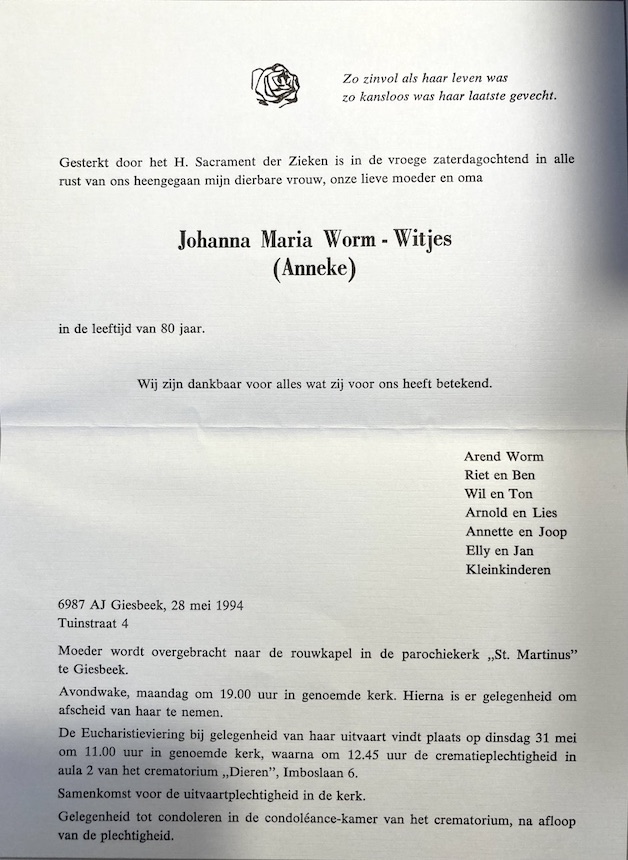 Zo zinvol als haar leven was
zo kansloos was haar laatste gevecht.
Gesterkt door het H. Sacrament der Zieken is in de vroege zaterdagochtend in alle
rust van ons heengegaan mijn dierbare vrouw, onze lieve moeder en oma
Johanna Maria Worm - Witjes
(Anneke)
in de leeftijd van 80 jaar.
Wij zijn dankbaar voor alles wat zij voor ons heeft betekend.
Arend Worm
Riet en Ben
Wil en Ton
Arnold en Lies
Annette en Joop
Elly en Jan
Kleinkinderen
6987 AJ Giesbeek, 28 mei 1994
Tuinstraat 4
Moeder wordt overgebracht naar de rouwkapel in de parochiekerk „St. Martinus”
te Giesbeek.
Avondwake, maandag om 19.00 uur in genoemde kerk. Hierna is er gelegenheid om
afscheid van haar te nemen.
De Eucharistieviering bij gelegenheid van haar uitvaart vindt plaats op dinsdag 31 mei
om 11.00 uur in genoemde kerk, waarna om 12.45 uur de crematieplechtigheid in
aula 2 van het crematorium „Dieren”, Imboslaan 6.
Samenkomst voor de uitvaartplechtigheid in de kerk.
Gelegenheid tot condoleren in de condoléance-kamer van het crematorium, na afloop
van de plechtigheid.